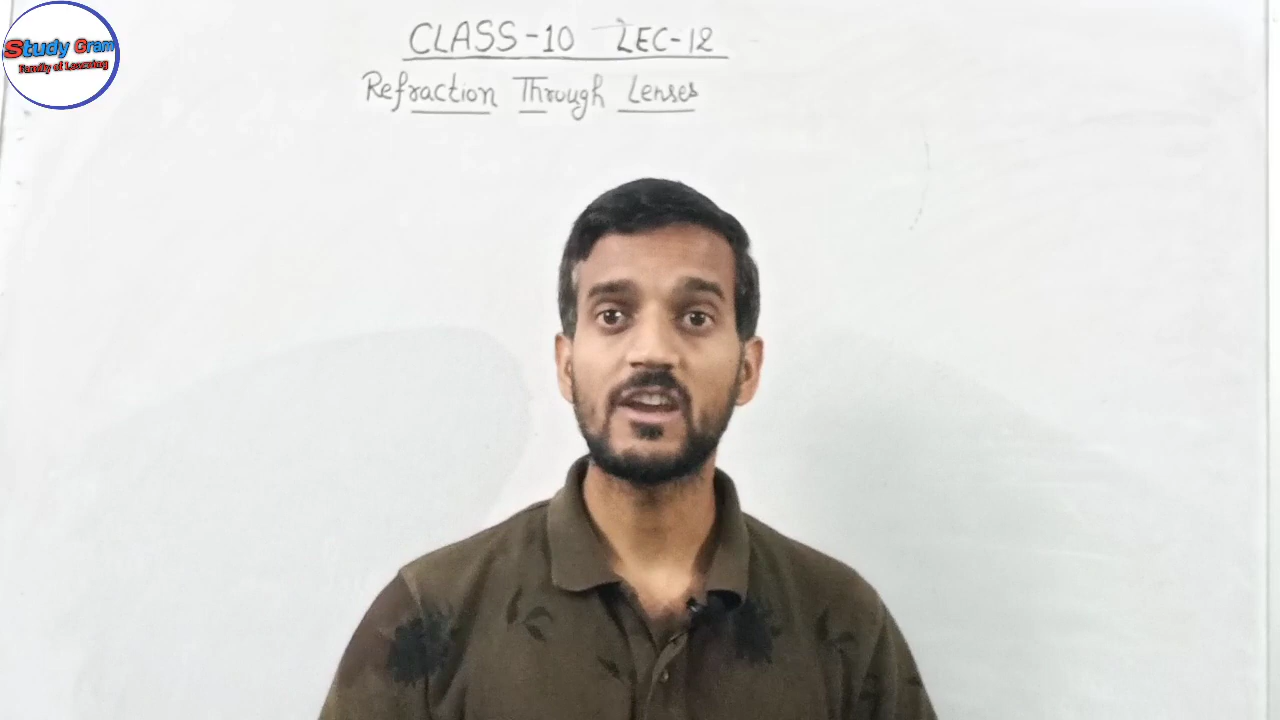 Study Gram
Family of Learning
CLASS-10 LEC-12
Refraction Through Lenses